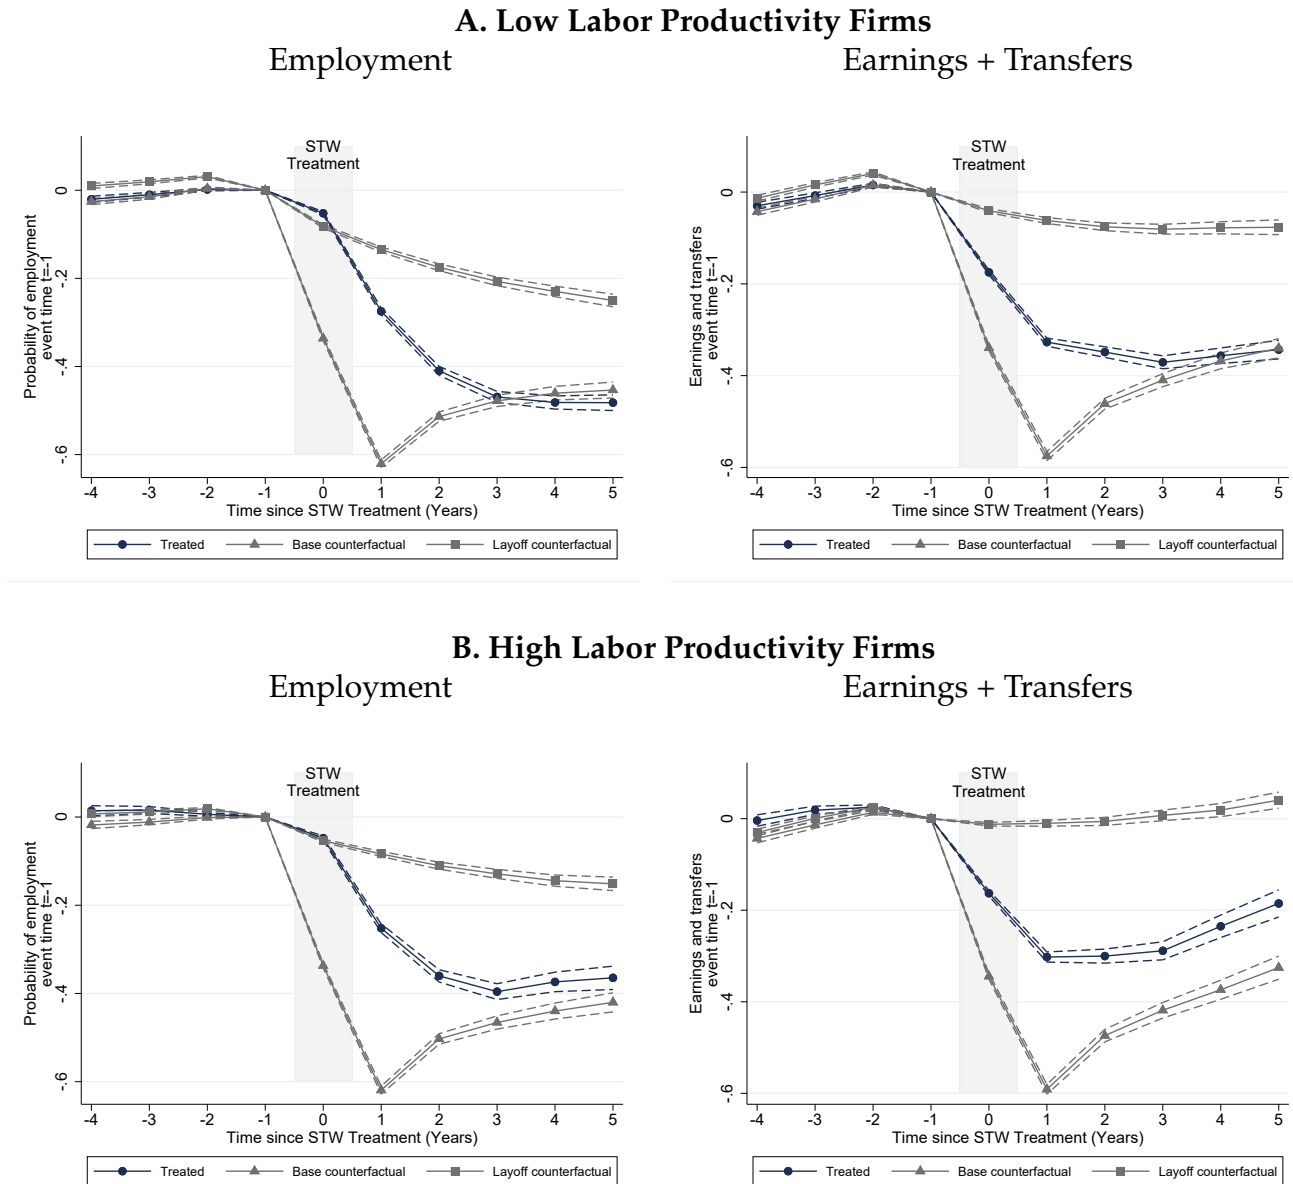 A. Low Labor Productivity Firms
Employment
Earnings + Transfers
STW
Treatment
Probability of employment
event time t=-1
0
-.2
-.4
-.6
-4 -3 -2 -1 0 1 2 3 4 5
Time since STW Treatment (Years)
Treated Base counterfactual Layoff counterfactual
STW
Treatment
Earnings and transfers
event time t=-1
0
-.2
-.4
-.6
-4 -3 -2 -1 0 1 2 3 4 5
Time since STW Treatment (Years)
Treated Base counterfactual Layoff counterfactual
B. High Labor Productivity Firms
Employment
Earnings + Transfers
STW
Treatment
Probability of employment
event time t=-1
0
-.2
-.4
-.6
-4 -3 -2 -1 0 1 2 3 4 5
Time since STW Treatment (Years)
Treated Base counterfactual Layoff counterfactual
STW
Treatment
Earnings and transfers
event time t=-1
0
-.2
-.4
-.6
-4 -3 -2 -1 0 1 2 3 4 5
Time since STW Treatment (Years)
Treated Base counterfactual Layoff counterfactual